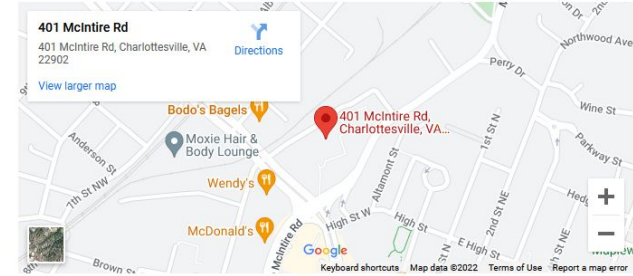 401 McIntire Rd
401 McIntire Rd, Charlottesville, VA
22902
Directions
View larger map
Northwood Ave
Perry Dr
Bodo's Bagels
401 McIntire Rd,
Charlottesville, VA...
Wine St
Moxie Hair &
Body Lounge
Anderson St
1st St N
Parkway St
Altamont St
7th St NW
Wendy's
2nd St NE
McDonald's
McIntire Rd
High St W
High St
E High St
Brown
Google
Keyboard shortcuts
Map data ©2022
Terms of Use
Report a map error